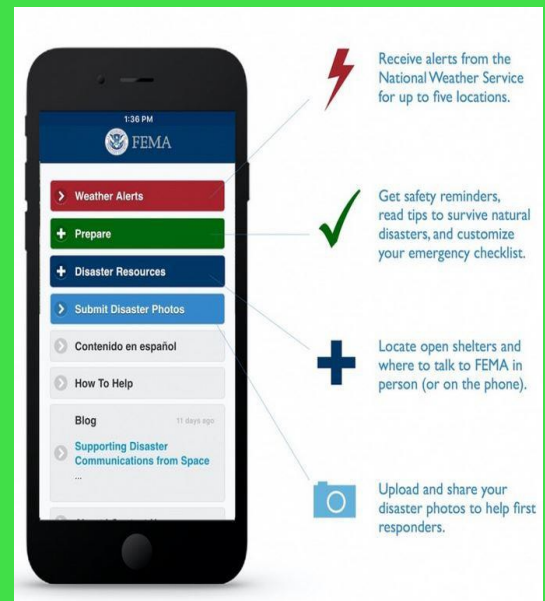 1:36 PM
FEMA
Weather Alerts
Prepare
Disaster Resources
Submit Disaster Photos
Contenido en español
How To Help
Blog 11 days ago
Supporting Disaster
Communications from Space
...
Receive alerts from the
National Weather Service
for up to five locations.
Get safety reminders,
read tips to survive natural
disasters, and customize
your emergency checklist.
Locate open shelters and
where to talk to FEMA in
person (or on the phone).
Upload and share your
disaster photos to help first
responders.